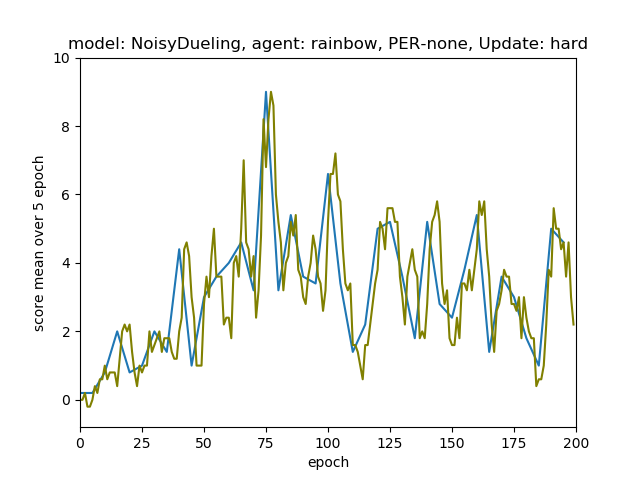 model: NoisyDueling, agent: rainbow, PER-none, Update: hard
10
8
6
4
2
0
score mean over 5 epoch
0 25 50 75 100 125 150 175 200
epoch